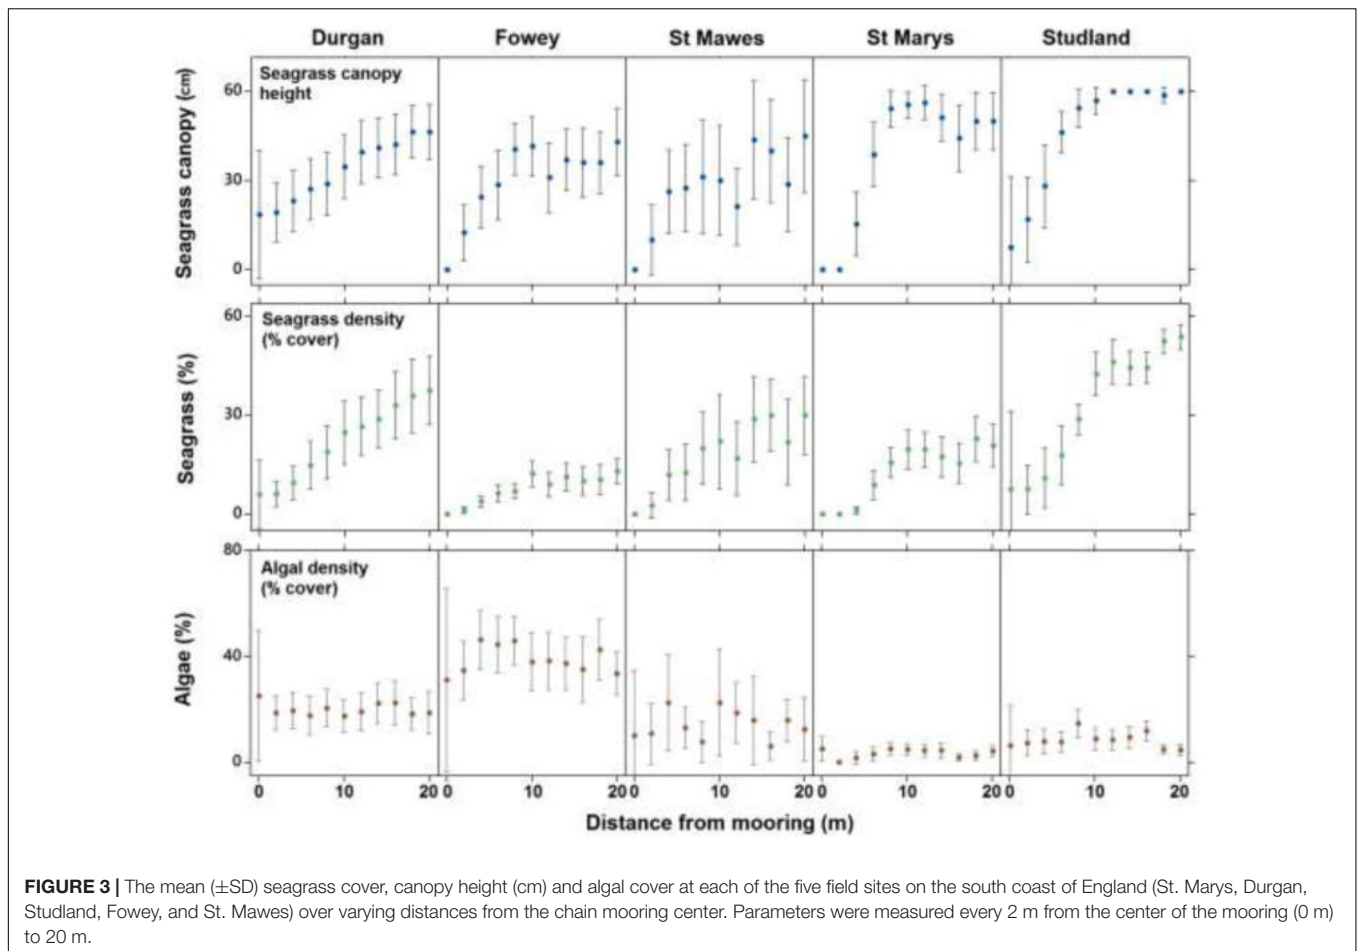 Durgan Fowey St Mawes St Marys Studland
Seagrass canopy
height
Seagrass canopy (cm)
60
30
0
Seagrass density
(% cover)
Seagrass (%)
60
30
0
Algal density
(% cover)
Algae (%)
80
40
0
0 10 20 0 10 20 0 10 20 0 10 20 0 10 20
Distance from mooring (m)
FIGURE 3 | The mean (±SD) seagrass cover, canopy height (cm) and algal cover at each of the five field sites on the south coast of England (St. Marys, Durgan,
Studland, Fowey, and St. Mawes) over varying distances from the chain mooring center. Parameters were measured every 2 m from the center of the mooring (0 m)
to 20 m.